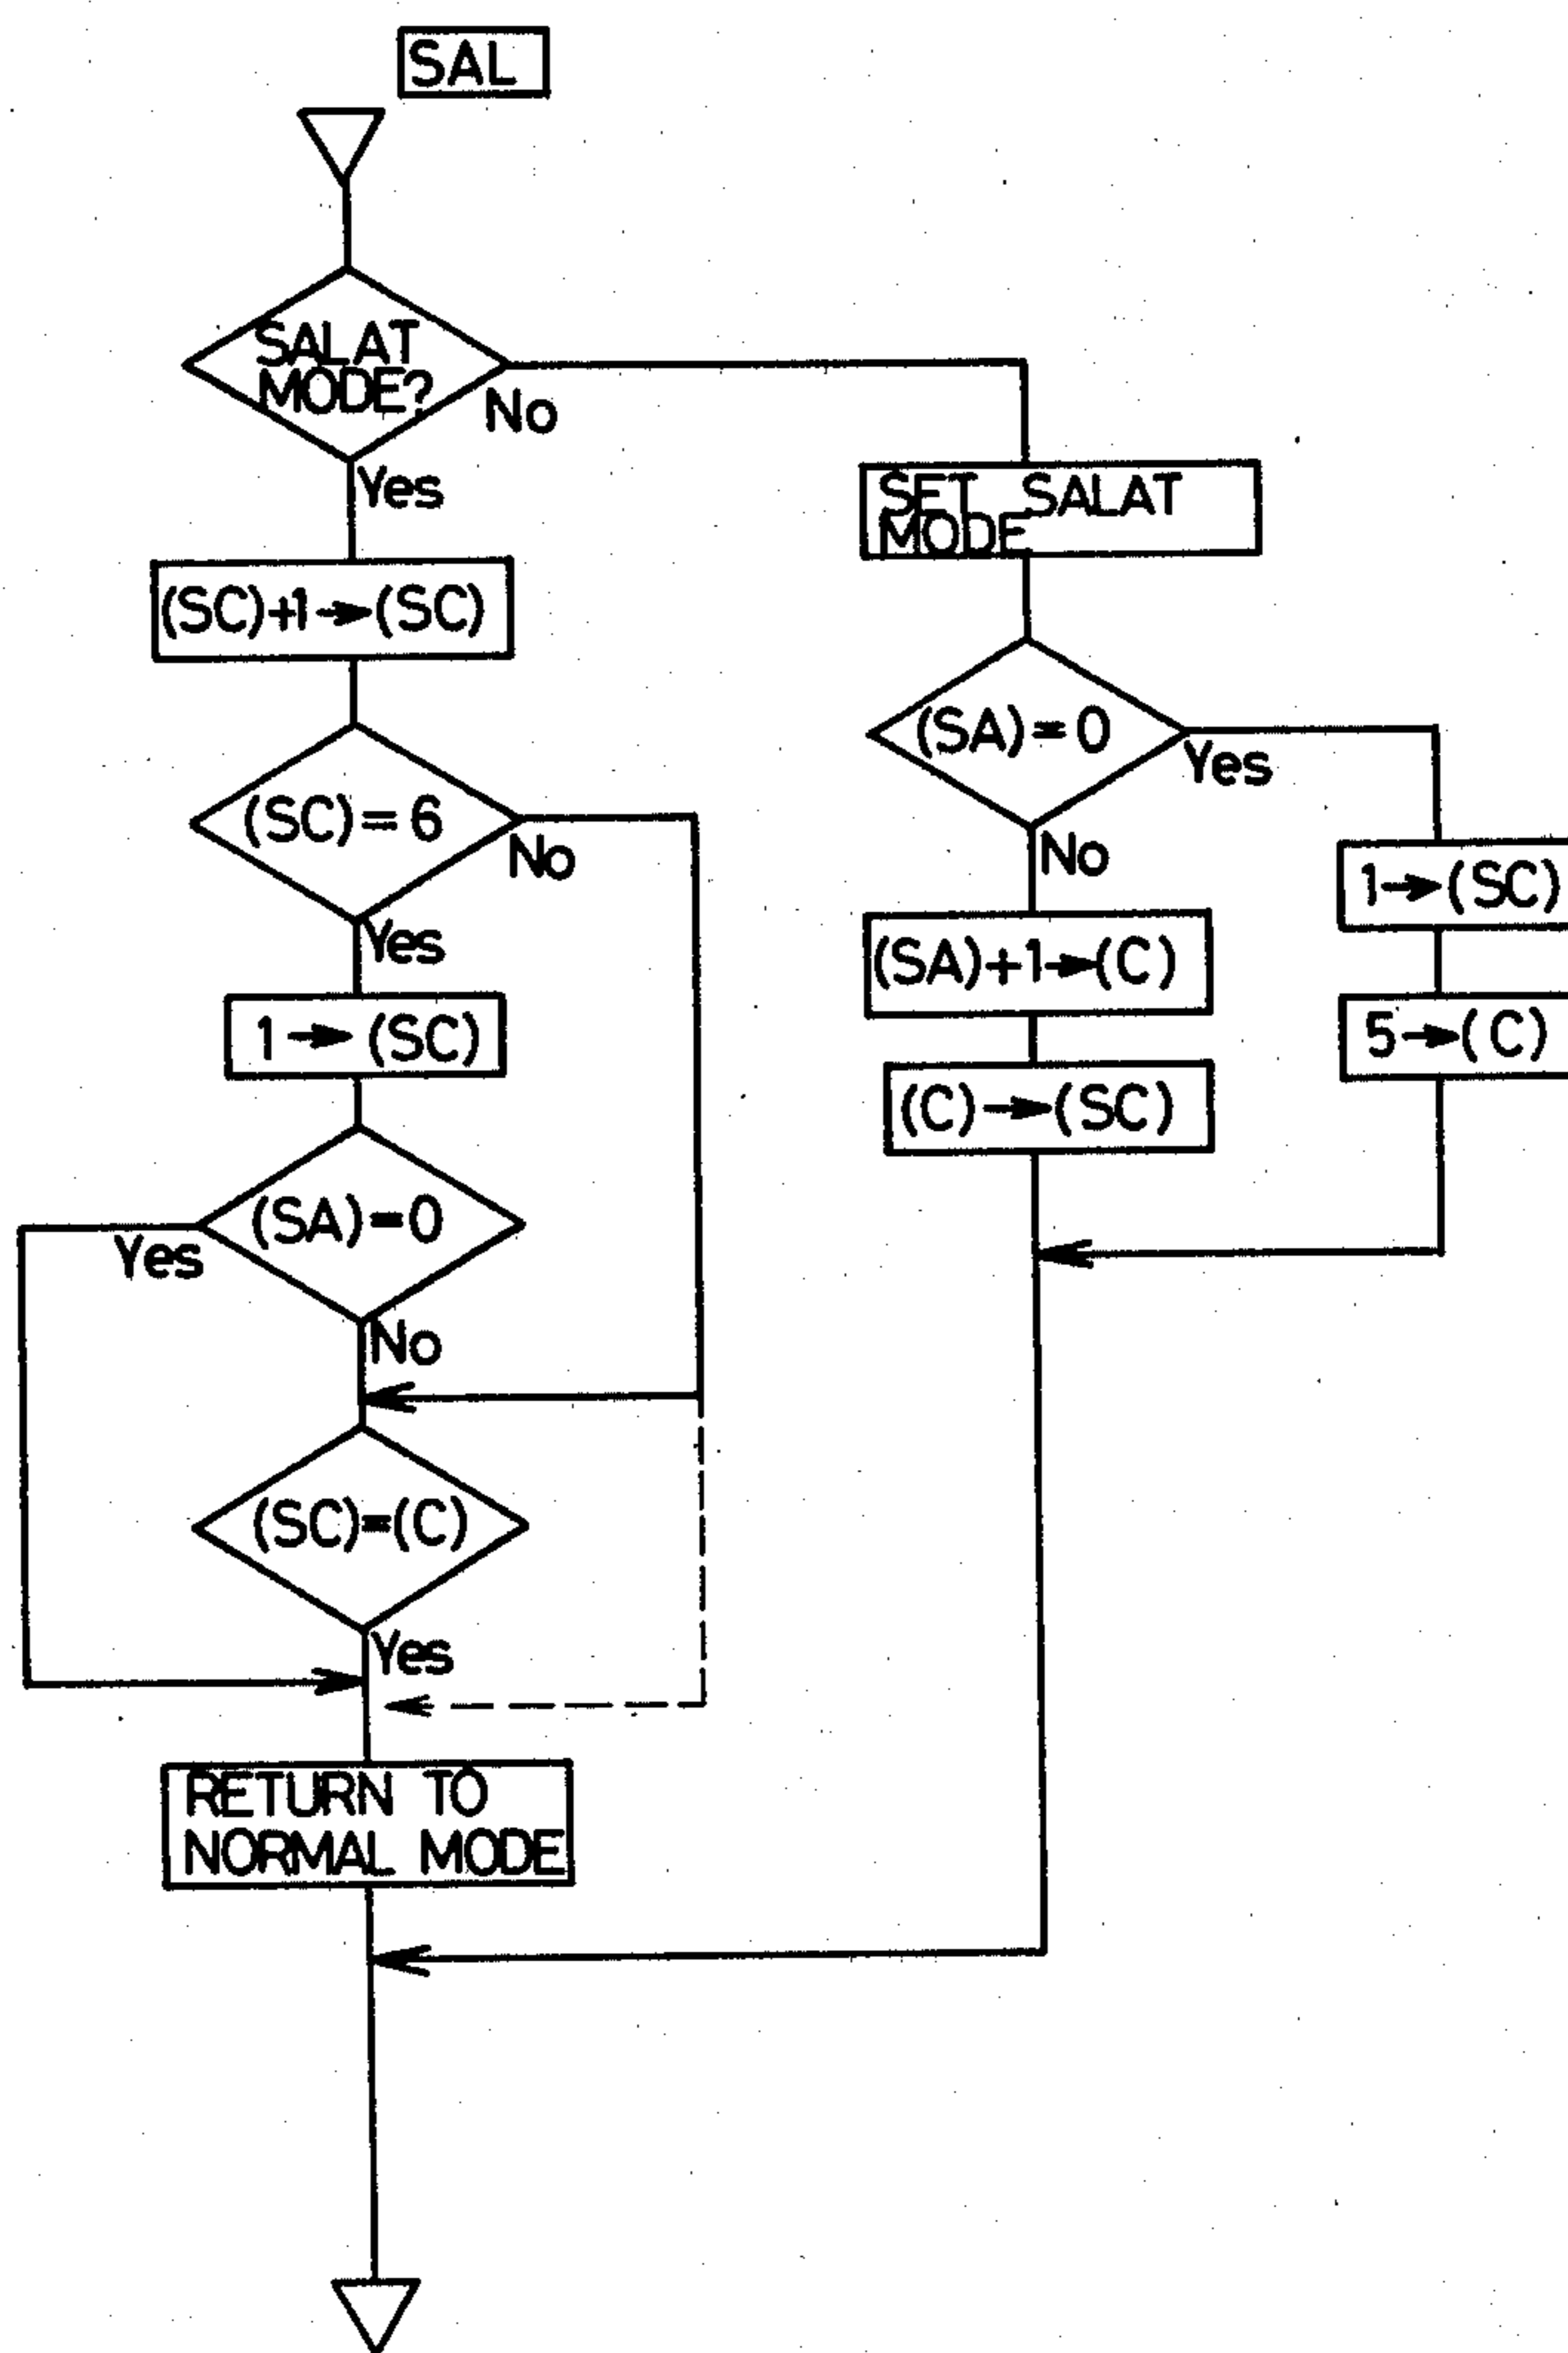 SAL
SALAT
MODE?
No
Yes
(SC)+1→(SC)
(SC)=6
No
Yes
1→(SC)
(SA)=0
Yes
No
(SC)=(C)
Yes
RETURN TO
NORMAL MODE
SET SALAT
MODE
(SA)=0
Yes
No
(SA)+1→(C)
(C)→(SC)
1→(SC)
5→(C)